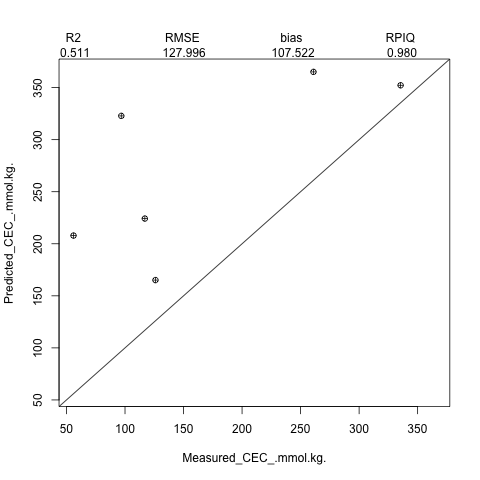 R2 RMSE bias RPIQ
0.511 127.996 107.522 0.980
350
300
250
200
150
100
50
Predicted_CEC_.mmol.kg.
50 100 150 200 250 300 350
Measured_CEC_.mmol.kg.